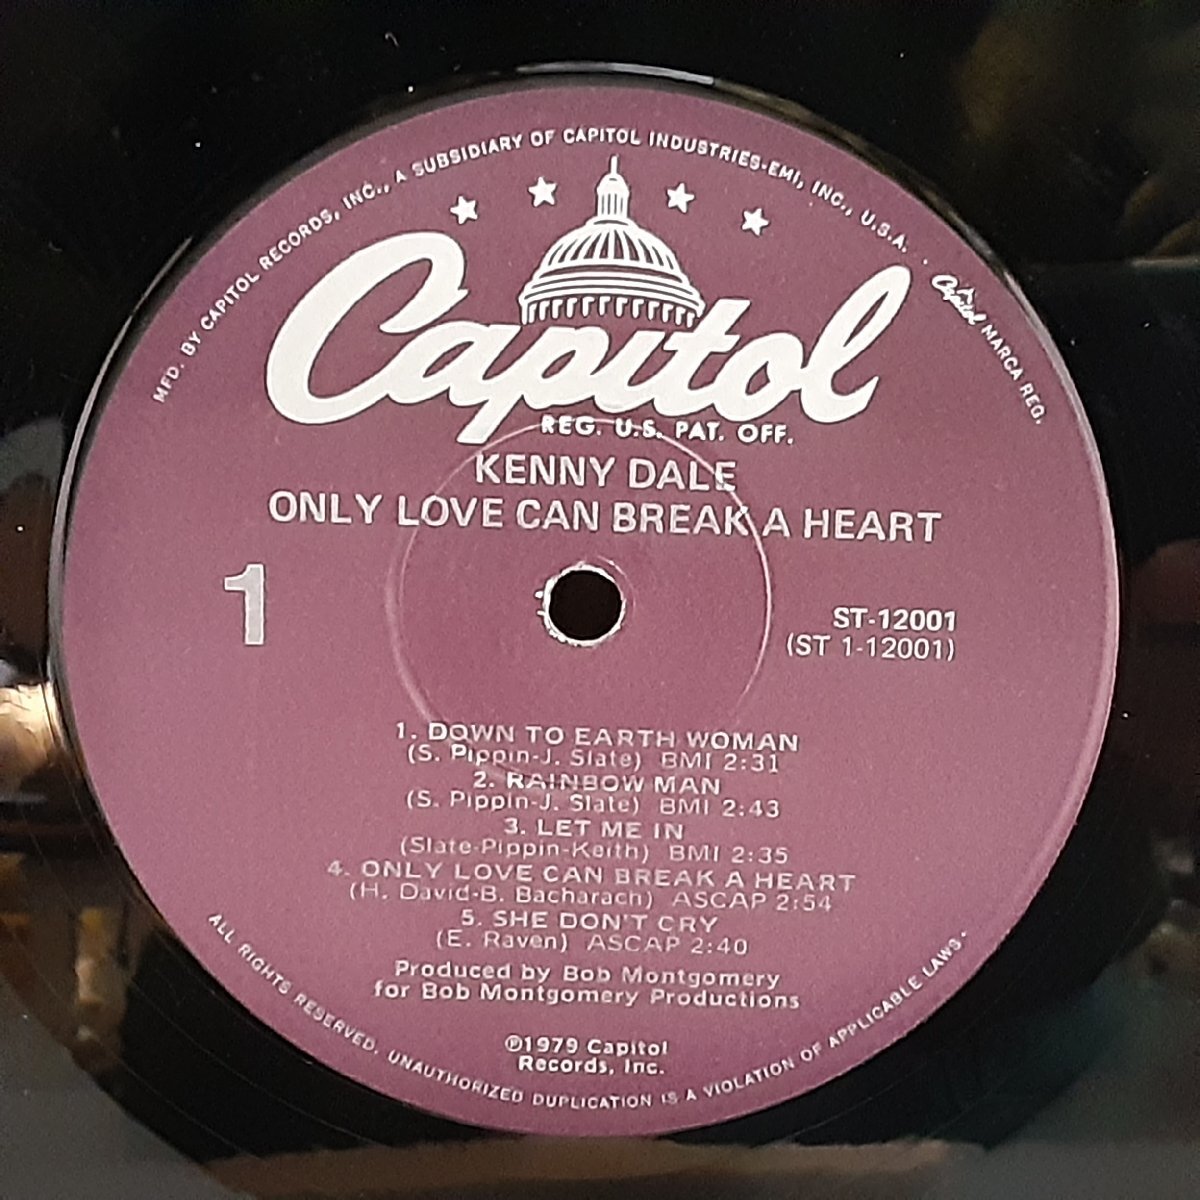 MFD. BY CAPITOL RECORDS, INC., A SUBSIDIARY OF CAPITOL INDUSTRIES-EMI, INC., U.S.A. · Capitol MARCA REG.
Capitol
REG. U.S. PAT. OFF.
KENNY DALE
ONLY LOVE CAN BREAK A HEART
1
ST-12001
(ST 1-12001)
1. DOWN TO EARTH WOMAN
(S. Pippin-J. Slate) BMI 2:31
2. RAINBOW MAN
(S. Pippin-J. Slate) BMI 2:43
3. LET ME IN
(Slate-Pippin-Keith) BMI 2:35
4. ONLY LOVE CAN BREAK A HEART
(H. David-B. Bacharach) ASCAP 2:54
5. SHE DON'T CRY
(E. Raven) ASCAP 2:40
Produced by Bob Montgomery
for Bob Montgomery Productions
℗1979 Capitol
Records, Inc.
ALL RIGHTS RESERVED. UNAUTHORIZED DUPLICATION IS A VIOLATION OF APPLICABLE LAWS·